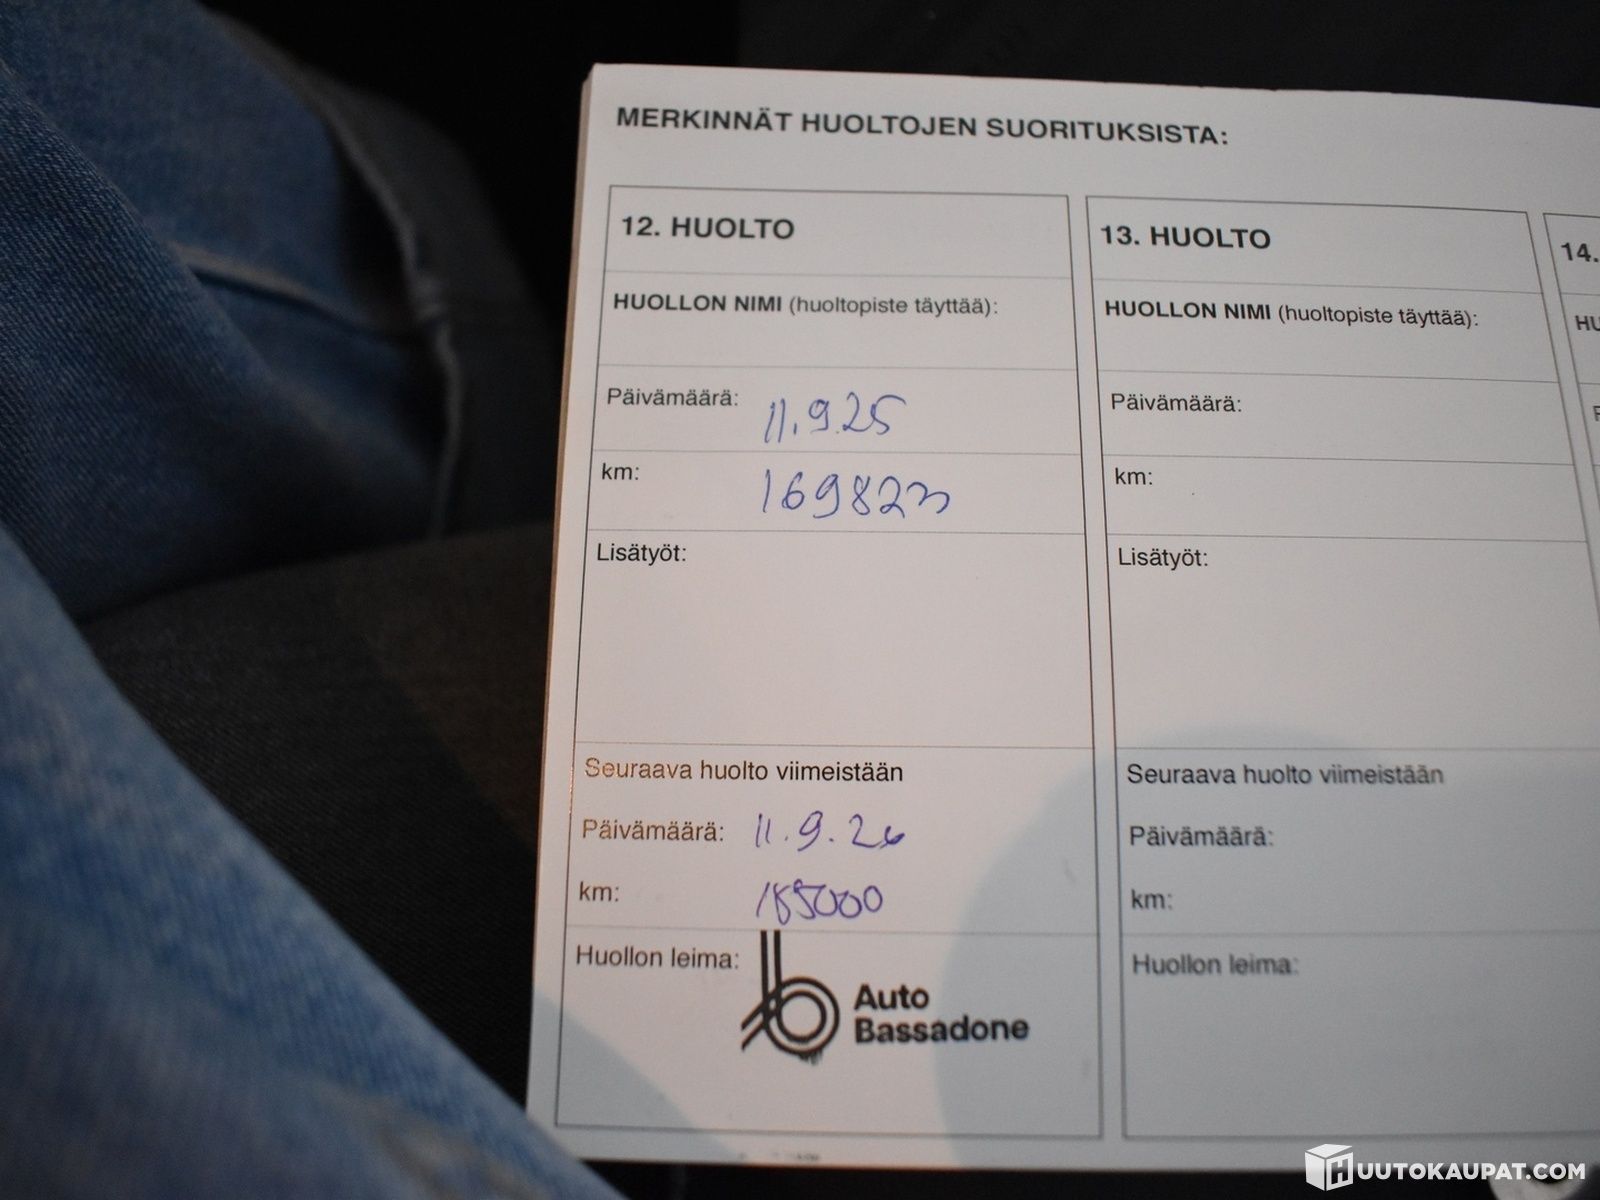 MERKINNÄT HUOLTOJEN SUORITUKSISTA:
12. HUOLTO
HUOLLON NIMI (huoltopiste täyttää):
Päivämäärä: 11.9.25
km: 169823
Lisätyöt:
Seuraava huolto viimeistään
Päivämäärä: 11.9.26
km: 185000
Huollon leima:
Auto
Bassadone
13. HUOLTO
HUOLLON NIMI (huoltopiste täyttää):
Päivämäärä:
km:
Lisätyöt:
Seuraava huolto viimeistään
Päivämäärä:
km:
Huollon leima:
14.
HUUTOKAUPAT.COM